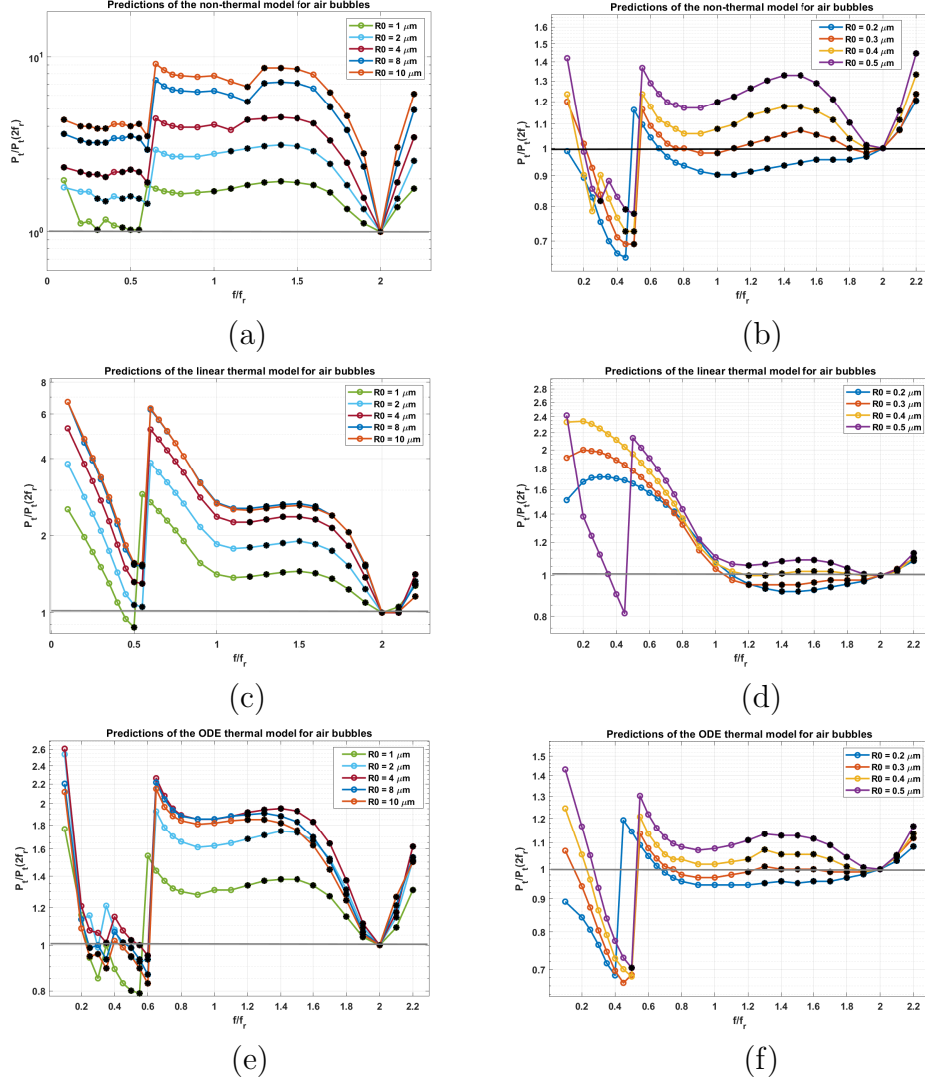 Predictions of the non-thermal model for air bubbles
R0 = 1 μm
R0 = 2 μm
R0 = 4 μm
R0 = 8 μm
R0 = 10 μm
P_t/P_t(2f_r)
10^1
10^0
0 0.5 1 1.5 2
f/f_r
(a)
Predictions of the non-thermal model for air bubbles
R0 = 0.2 μm
R0 = 0.3 μm
R0 = 0.4 μm
R0 = 0.5 μm
P_t/P_t(2f_r)
1.6
1.5
1.4
1.3
1.2
1.1
1
0.9
0.8
0.7
0.2 0.4 0.6 0.8 1 1.2 1.4 1.6 1.8 2 2.2
f/f_r
(b)
Predictions of the linear thermal model for air bubbles
R0 = 1 μm
R0 = 2 μm
R0 = 4 μm
R0 = 8 μm
R0 = 10 μm
P_t/P_t(2f_r)
8
6
4
2
1
0 0.5 1 1.5 2
f/f_r
(c)
Predictions of the linear thermal model for air bubbles
R0 = 0.2 μm
R0 = 0.3 μm
R0 = 0.4 μm
R0 = 0.5 μm
P_t/P_t(2f_r)
2.8
2.4
2
1.8
1.6
1.4
1.2
1
0.8
0.2 0.4 0.6 0.8 1 1.2 1.4 1.6 1.8 2 2.2
f/f_r
(d)
Predictions of the ODE thermal model for air bubbles
R0 = 1 μm
R0 = 2 μm
R0 = 4 μm
R0 = 8 μm
R0 = 10 μm
P_t/P_t(2f_r)
2.6
2.4
2.2
2
1.8
1.6
1.4
1.2
1
0.8
0.2 0.4 0.6 0.8 1 1.2 1.4 1.6 1.8 2 2.2
f/f_r
(e)
Predictions of the ODE thermal model for air bubbles
R0 = 0.2 μm
R0 = 0.3 μm
R0 = 0.4 μm
R0 = 0.5 μm
P_t/P_t(2f_r)
1.5
1.4
1.3
1.2
1.1
1
0.9
0.8
0.7
0.2 0.4 0.6 0.8 1 1.2 1.4 1.6 1.8 2 2.2
f/f_r
(f)